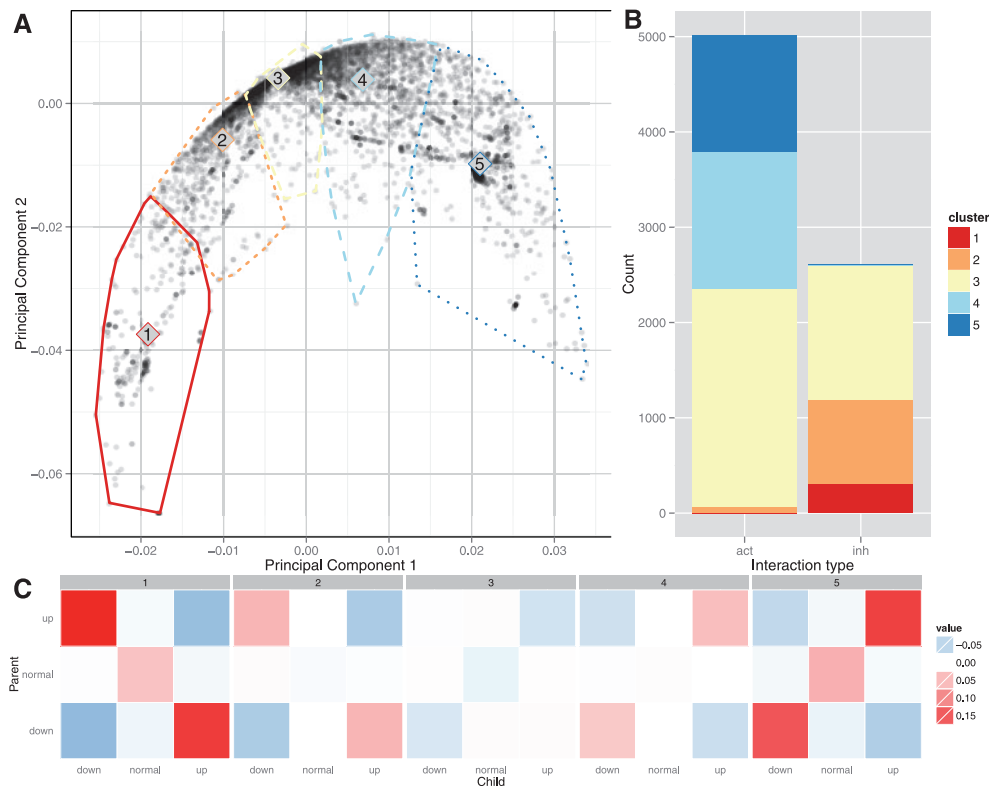 A
0.00
−0.02
−0.04
−0.06
Principal Component 2
1
2
3
4
5
−0.02
−0.01
0.00
0.01
0.02
0.03
Principal Component 1
B
5000
4000
3000
2000
1000
0
Count
act
inh
Interaction type
cluster
1
2
3
4
5
C
1
2
3
4
5
up
normal
down
Parent
down normal up down normal up down normal up down normal up down normal up
Child
value
−0.05
0.00
0.05
0.10
0.15